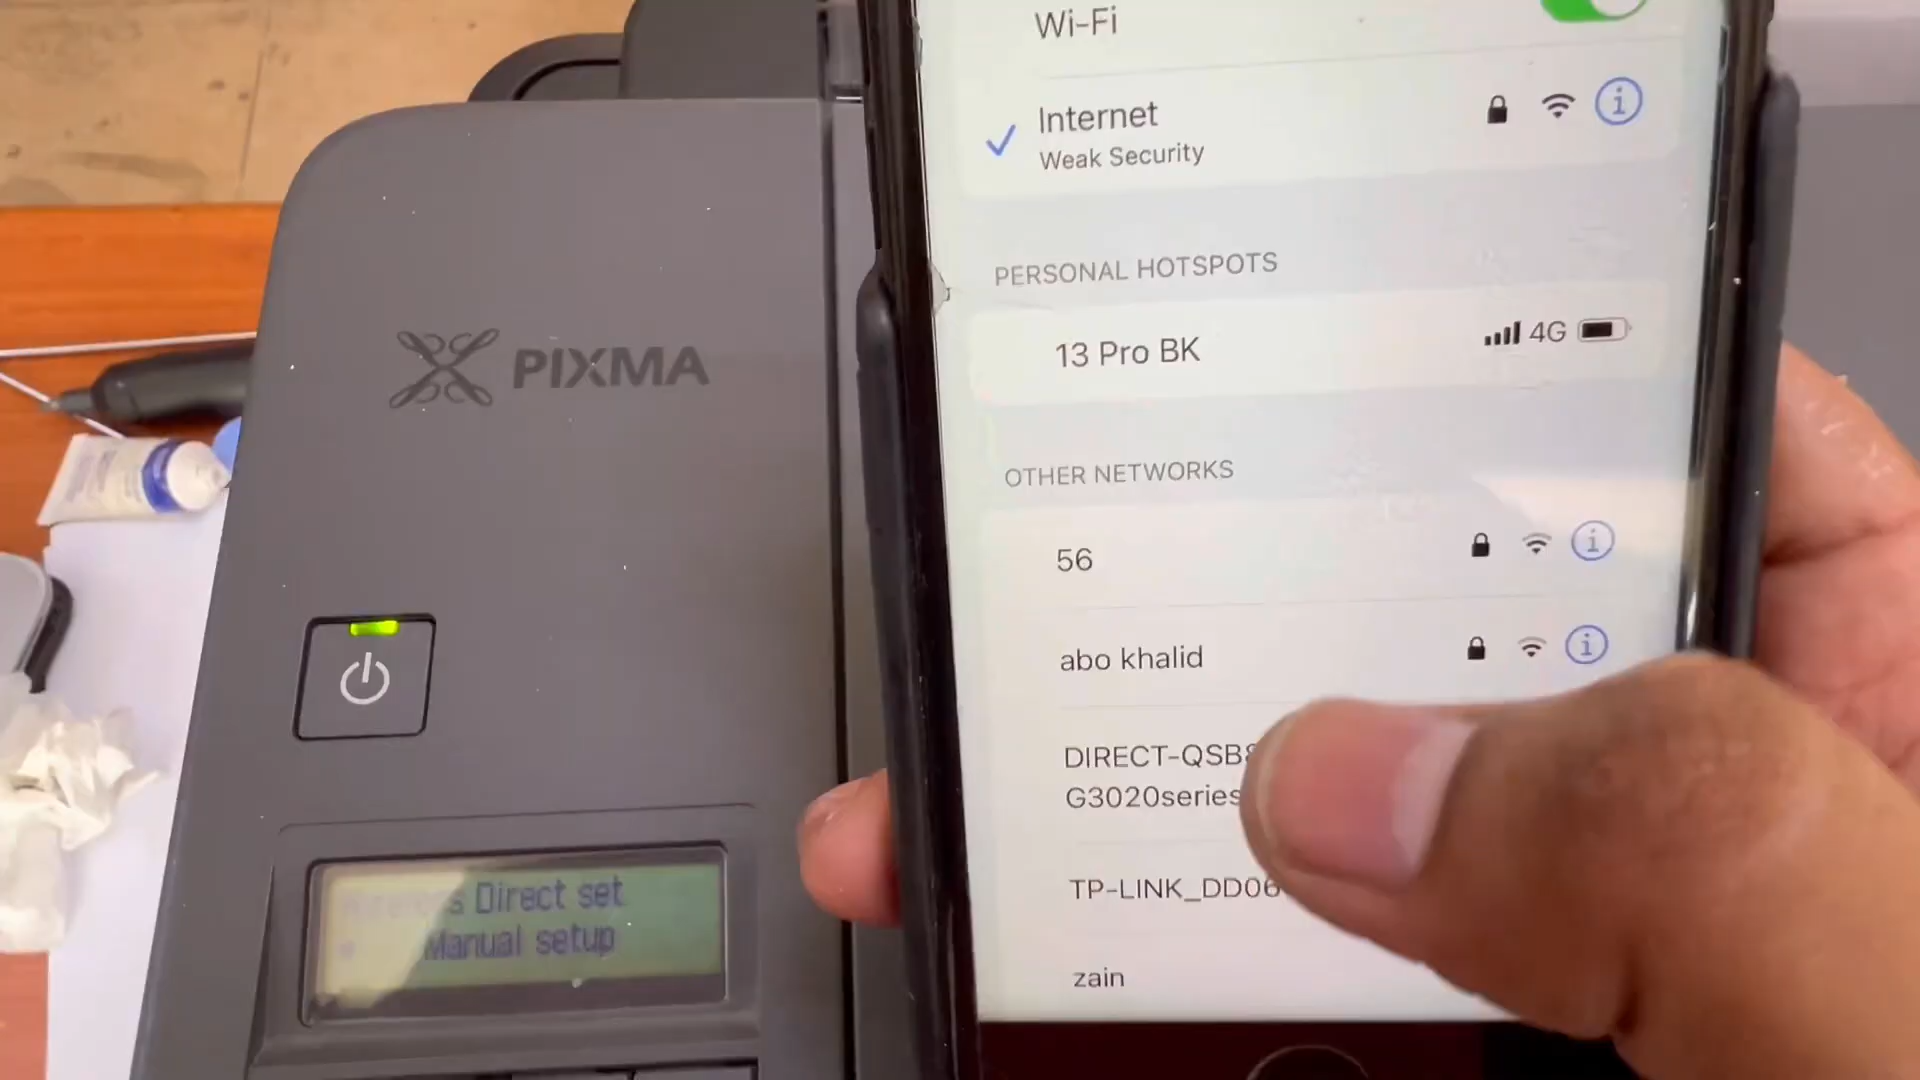 Wi-Fi
Internet
Weak Security
PERSONAL HOTSPOTS
13 Pro BK
4G
OTHER NETWORKS
56
abo khalid
DIRECT-QSB
G3020series
TP-LINK_DD06
zain
PIXMA
Direct set
Manual setup